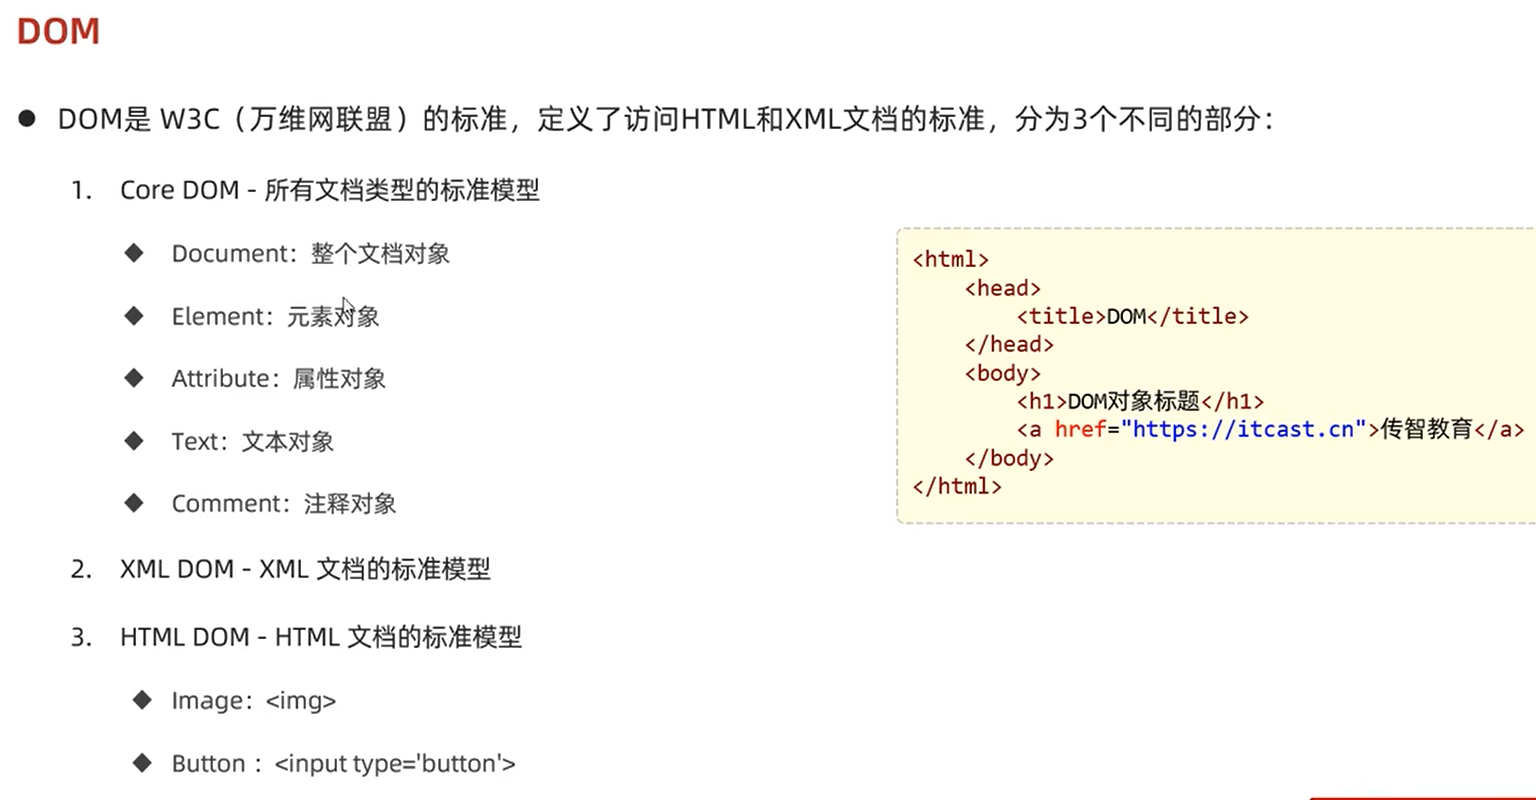 DOM
● DOM是 W3C（万维网联盟）的标准，定义了访问HTML和XML文档的标准，分为3个不同的部分：
1. Core DOM - 所有文档类型的标准模型
◆ Document：整个文档对象
◆ Element：元素对象
◆ Attribute：属性对象
◆ Text：文本对象
◆ Comment：注释对象
2. XML DOM - XML 文档的标准模型
3. HTML DOM - HTML 文档的标准模型
◆ Image：<img>
◆ Button ：<input type='button'>
<html>
    <head>
        <title>DOM</title>
    </head>
    <body>
        <h1>DOM对象标题</h1>
        <a href="https://itcast.cn">传智教育</a>
    </body>
</html>